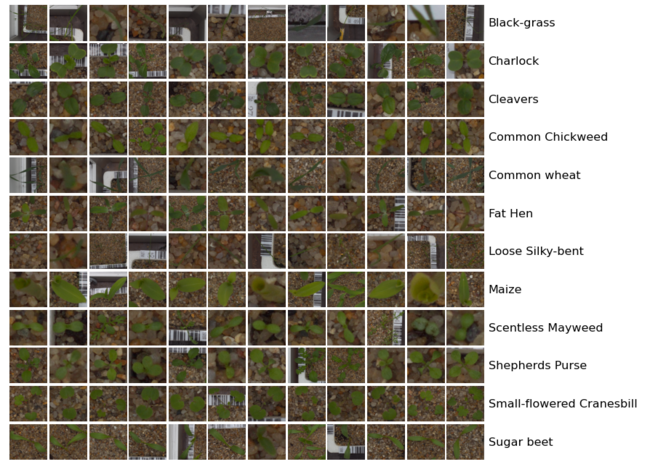 Black-grass
Charlock
Cleavers
Common Chickweed
Common wheat
Fat Hen
Loose Silky-bent
Maize
Scentless Mayweed
Shepherds Purse
Small-flowered Cranesbill
Sugar beet